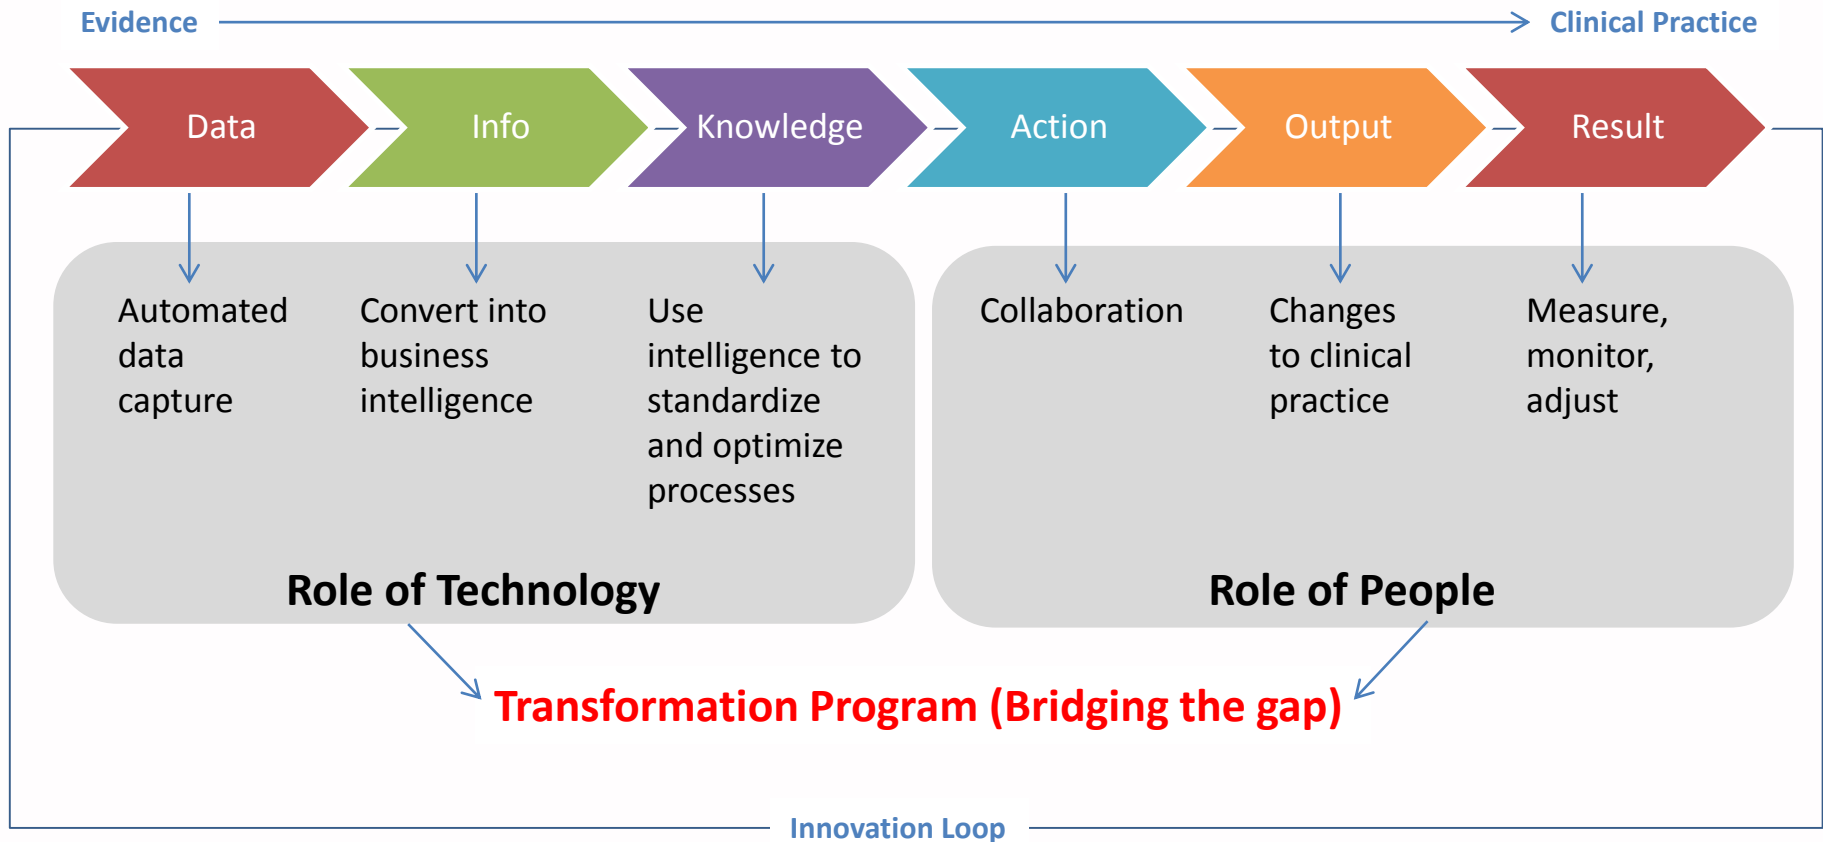 Evidence
Clinical Practice
Data
Info
Knowledge
Action
Output
Result
Automated
data
capture
Convert into
business
intelligence
Use
intelligence to
standardize
and optimize
processes
Collaboration
Changes
to clinical
practice
Measure,
monitor,
adjust
Role of Technology
Role of People
Transformation Program (Bridging the gap)
Innovation Loop